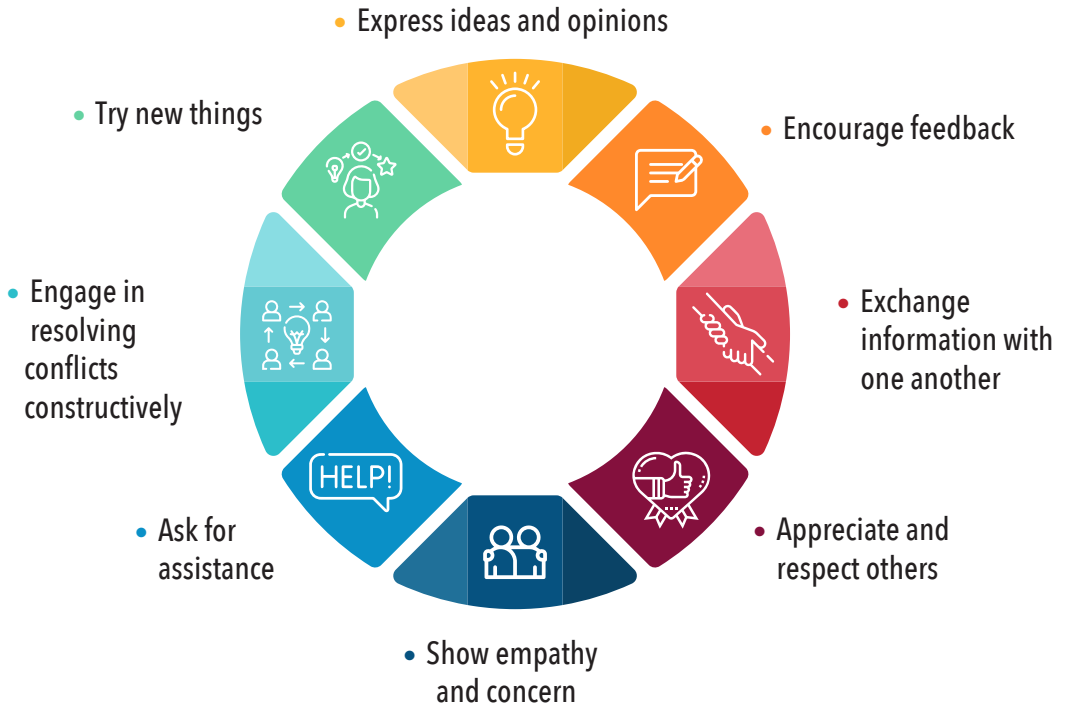 • Express ideas and opinions
• Encourage feedback
• Exchange
information with
one another
• Appreciate and
respect others
• Show empathy
and concern
• Ask for
assistance
• Engage in
resolving
conflicts
constructively
• Try new things
HELP!